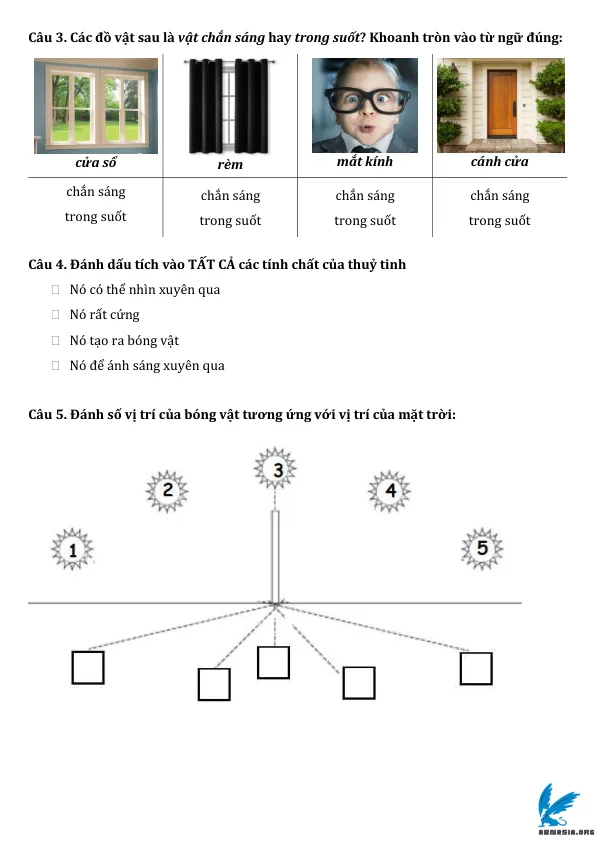 Câu 3. Các đồ vật sau là vật chắn sáng hay trong suốt? Khoanh tròn vào từ ngữ đúng:
cửa sổ
rèm
mắt kính
cánh cửa
chắn sáng
chắn sáng
chắn sáng
chắn sáng
trong suốt
trong suốt
trong suốt
trong suốt
Câu 4. Đánh dấu tích vào TẤT CẢ các tính chất của thuỷ tinh
Nó có thể nhìn xuyên qua
Nó rất cứng
Nó tạo ra bóng vật
Nó để ánh sáng xuyên qua
Câu 5. Đánh số vị trí của bóng vật tương ứng với vị trí của mặt trời:
3
2
4
1
5
ABNASIA.ORG